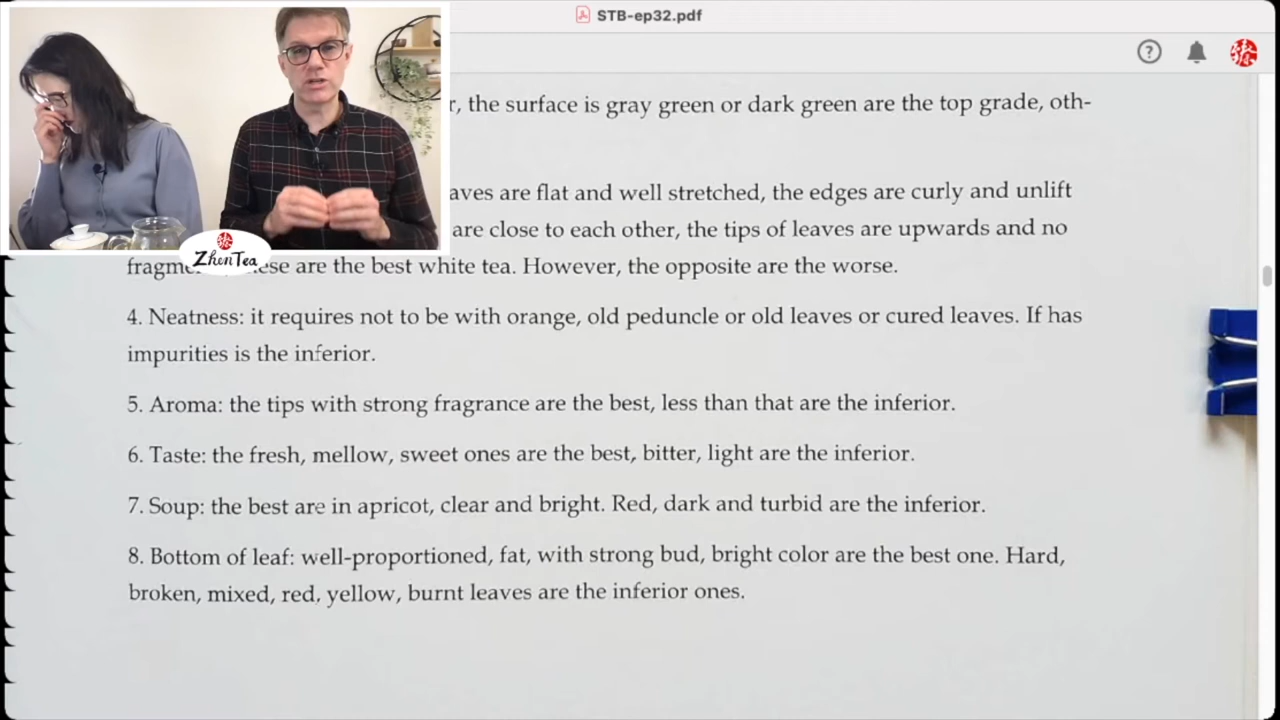 STB-ep32.pdf
r, the surface is gray green or dark green are the top grade, oth-
aves are flat and well stretched, the edges are curly and unlift
are close to each other, the tips of leaves are upwards and no
ZhenTea
fragme ese are the best white tea. However, the opposite are the worse.
4. Neatness: it requires not to be with orange, old peduncle or old leaves or cured leaves. If has
impurities is the inferior.
5. Aroma: the tips with strong fragrance are the best, less than that are the inferior.
6. Taste: the fresh, mellow, sweet ones are the best, bitter, light are the inferior.
7. Soup: the best are in apricot, clear and bright. Red, dark and turbid are the inferior.
8. Bottom of leaf: well-proportioned, fat, with strong bud, bright color are the best one. Hard,
broken, mixed, red, yellow, burnt leaves are the inferior ones.